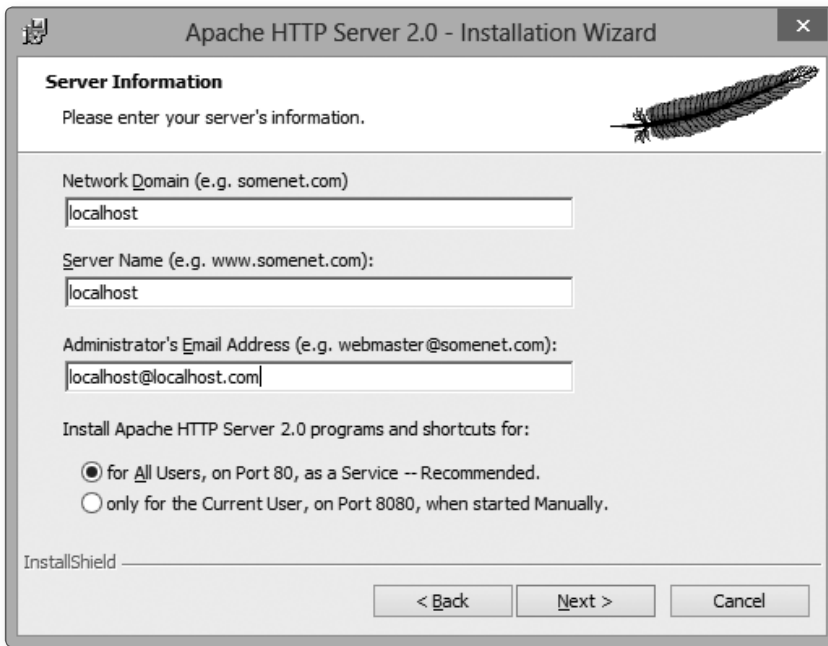 Apache HTTP Server 2.0 - Installation Wizard
Server Information
Please enter your server's information.
Network Domain (e.g. somenet.com)
localhost
Server Name (e.g. www.somenet.com):
localhost
Administrator's Email Address (e.g. webmaster@somenet.com):
localhost@localhost.com
Install Apache HTTP Server 2.0 programs and shortcuts for:
for All Users, on Port 80, as a Service -- Recommended.
only for the Current User, on Port 8080, when started Manually.
InstallShield
< Back Next > Cancel